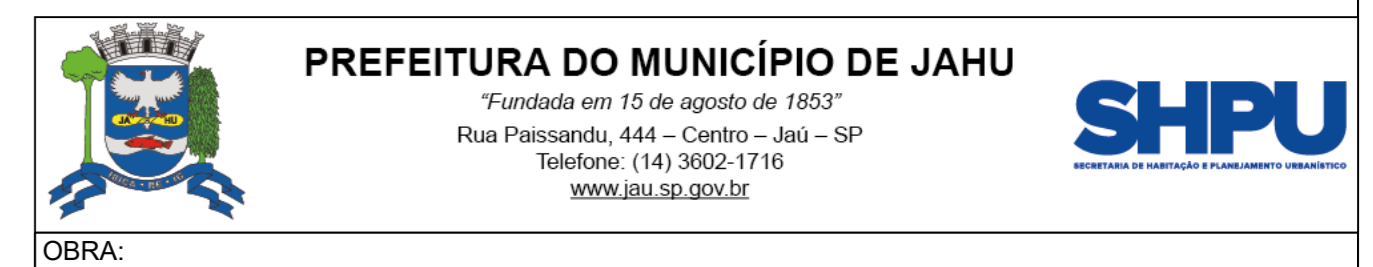 PREFEITURA DO MUNICÍPIO DE JAHU
"Fundada em 15 de agosto de 1853"
Rua Paissandu, 444 – Centro – Jaú – SP
Telefone: (14) 3602-1716
www.jau.sp.gov.br
JA HU
SHPU
SECRETARIA DE HABITAÇÃO E PLANEJAMENTO URBANÍSTICO
OBRA: